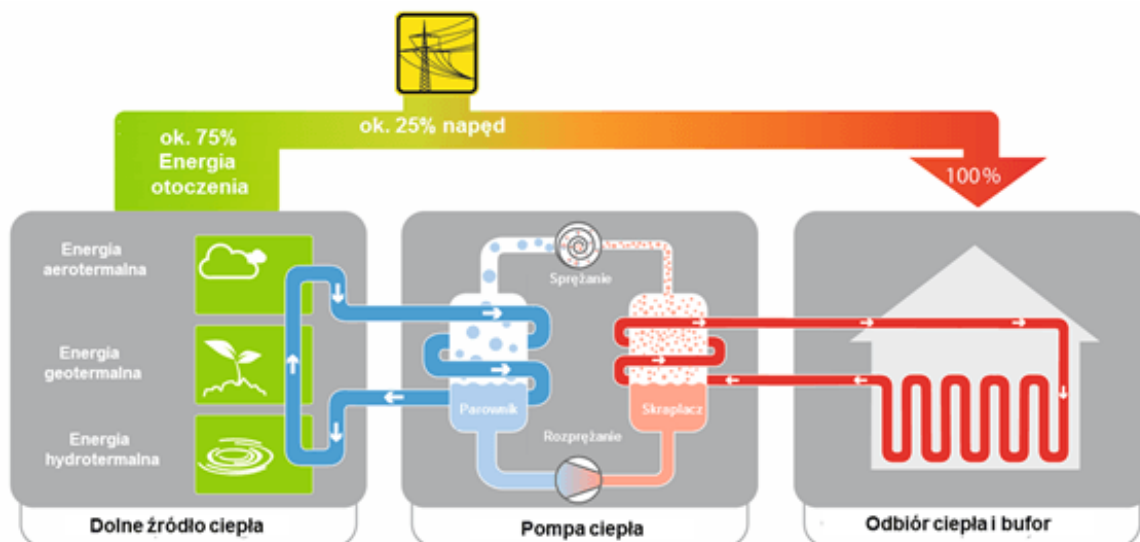 ok. 75%
Energia
otoczenia
ok. 25% napęd
100%
Energia
aerotermalna
Energia
geotermalna
Energia
hydrotermalna
Sprężanie
Parownik
Skraplacz
Rozprężanie
Dolne źródło ciepła
Pompa ciepła
Odbiór ciepła i bufor